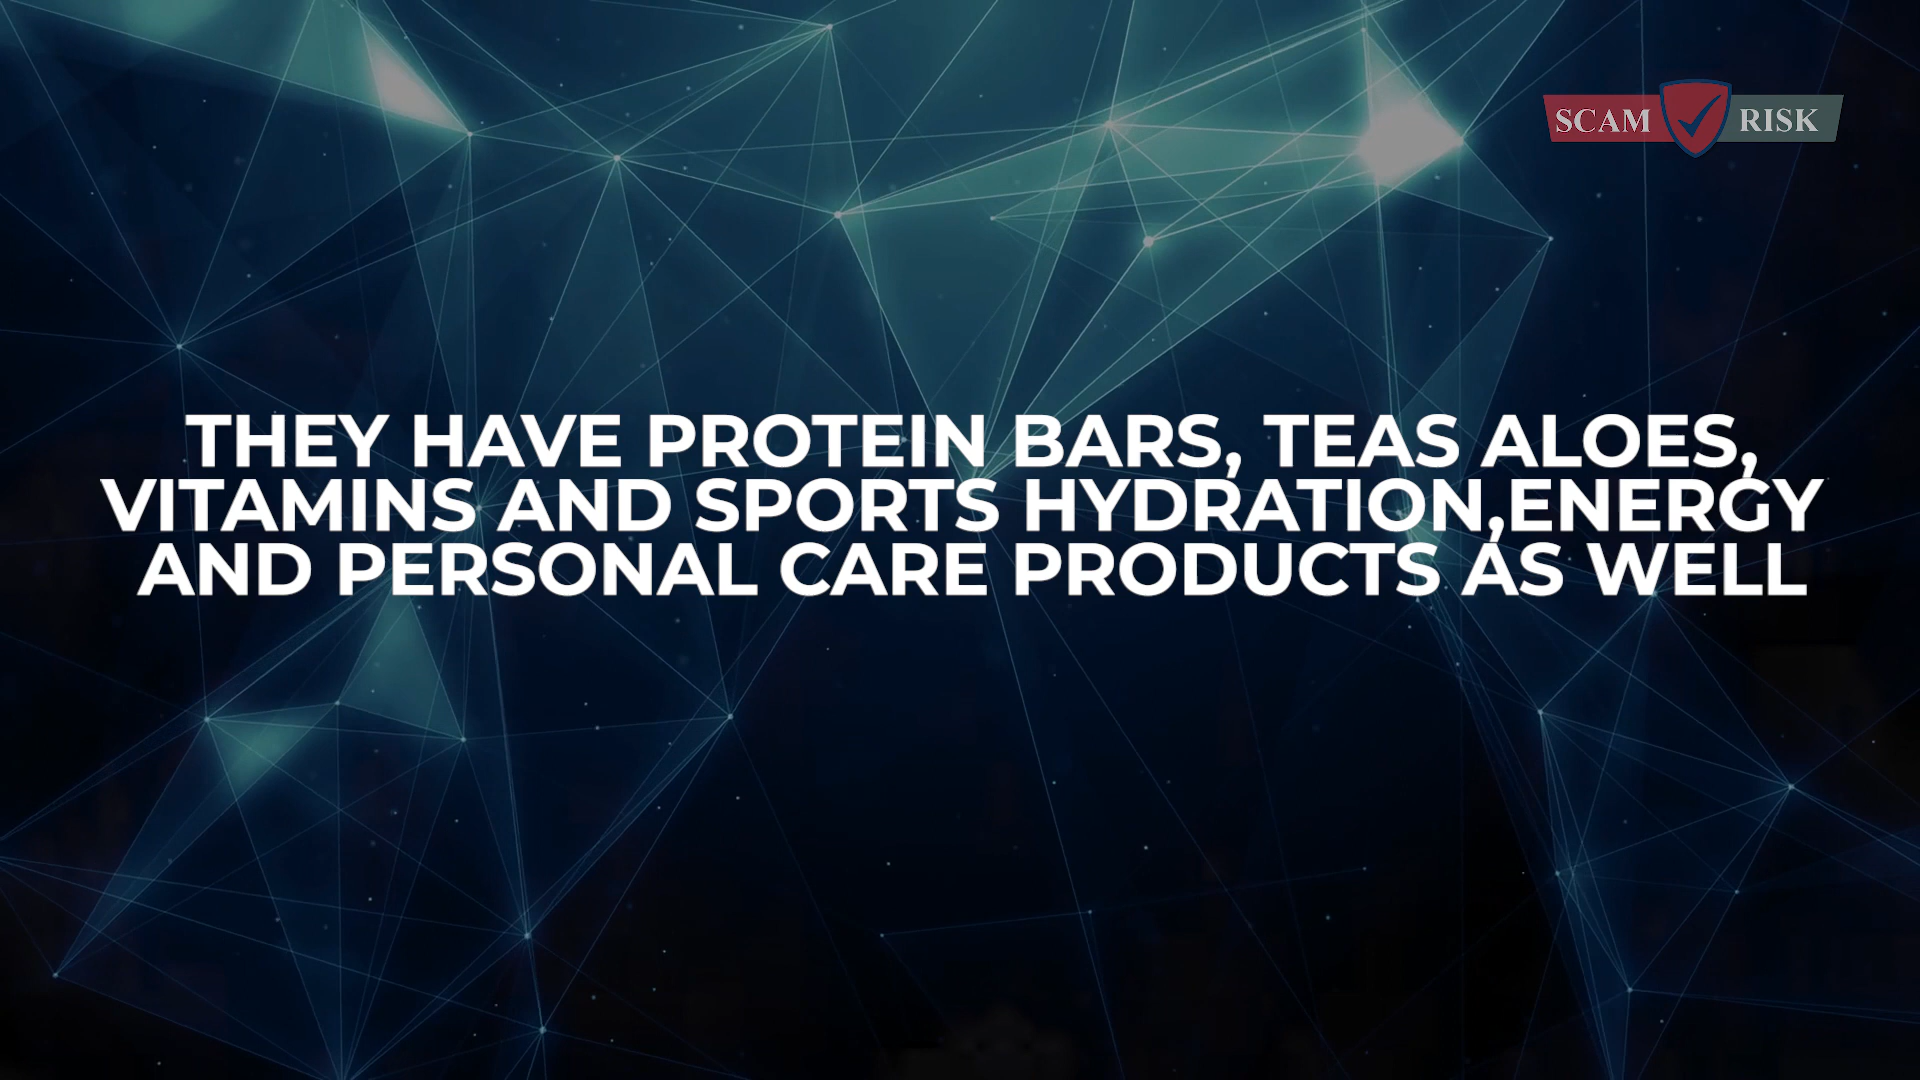 SCAM RISK
THEY HAVE PROTEIN BARS, TEAS ALOES,
VITAMINS AND SPORTS HYDRATION,ENERGY
AND PERSONAL CARE PRODUCTS AS WELL